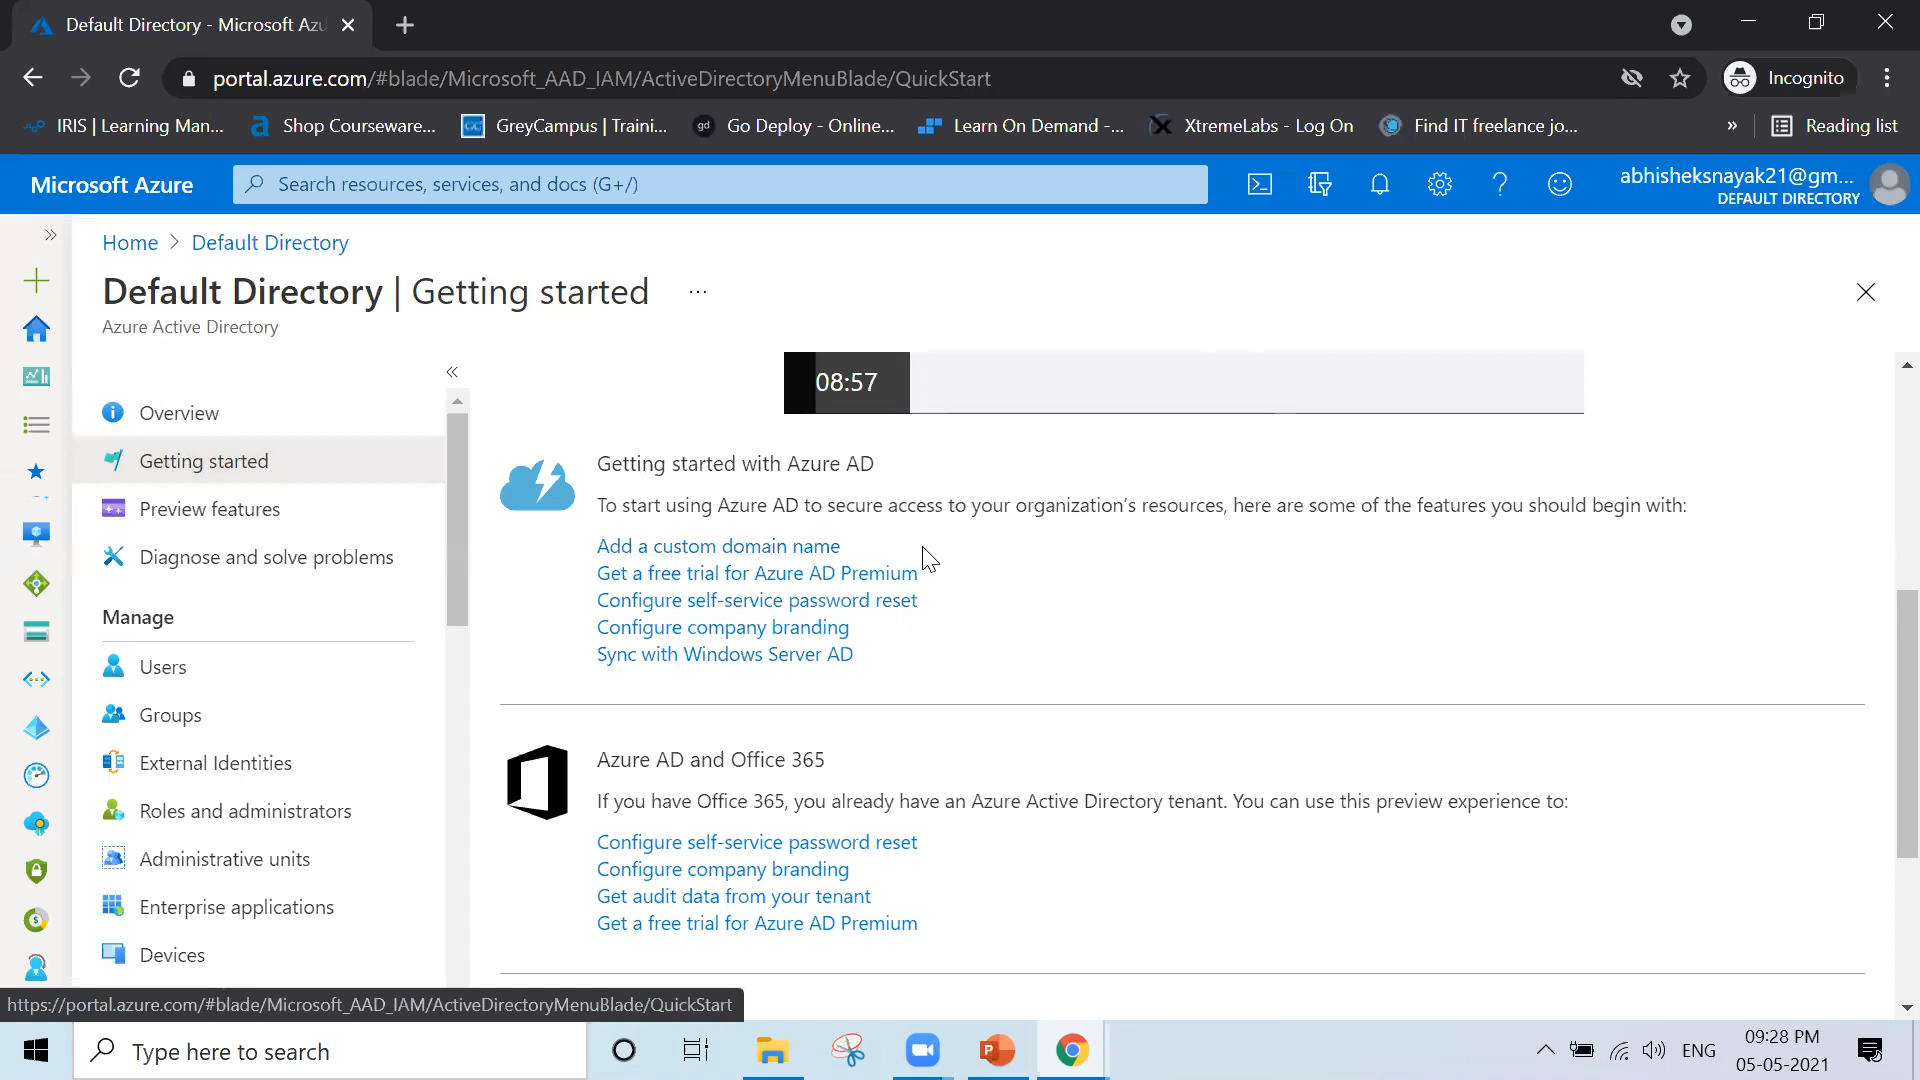 Default Directory - Microsoft Azu
portal.azure.com/#blade/Microsoft_AAD_IAM/ActiveDirectoryMenuBlade/QuickStart
Incognito
IRIS | Learning Man...
Shop Courseware...
GreyCampus | Traini...
gd
Go Deploy - Online...
Learn On Demand -...
XtremeLabs - Log On
Find IT freelance jo...
»
Reading list
Microsoft Azure
Search resources, services, and docs (G+/)
abhisheksnayak21@gm...
DEFAULT DIRECTORY
Home > Default Directory
Default Directory | Getting started ...
Azure Active Directory
Overview
Getting started
Preview features
Diagnose and solve problems
Manage
Users
Groups
External Identities
Roles and administrators
Administrative units
Enterprise applications
Devices
08:57
Getting started with Azure AD
To start using Azure AD to secure access to your organization's resources, here are some of the features you should begin with:
Add a custom domain name
Get a free trial for Azure AD Premium
Configure self-service password reset
Configure company branding
Sync with Windows Server AD
Azure AD and Office 365
If you have Office 365, you already have an Azure Active Directory tenant. You can use this preview experience to:
Configure self-service password reset
Configure company branding
Get audit data from your tenant
Get a free trial for Azure AD Premium
https://portal.azure.com/#blade/Microsoft_AAD_IAM/ActiveDirectoryMenuBlade/QuickStart
Type here to search
ENG
09:28 PM
05-05-2021